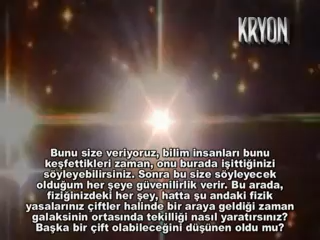 KRYON
Bunu size veriyoruz, bilim insanları bunu
keşfettikleri zaman, onu burada işittiğinizi
söyleyebilirsiniz. Sonra bu size söyleyecek
olduğum her şeye güvenilirlik verir. Bu arada,
fiziğinizdeki her şey, hatta şu andaki fizik
yasalarınız çiftler halinde bir araya geldiği zaman
galaksinin ortasında tekilliği nasıl yaratırsınız?
Başka bir çift olabileceğini düşünen oldu mu?